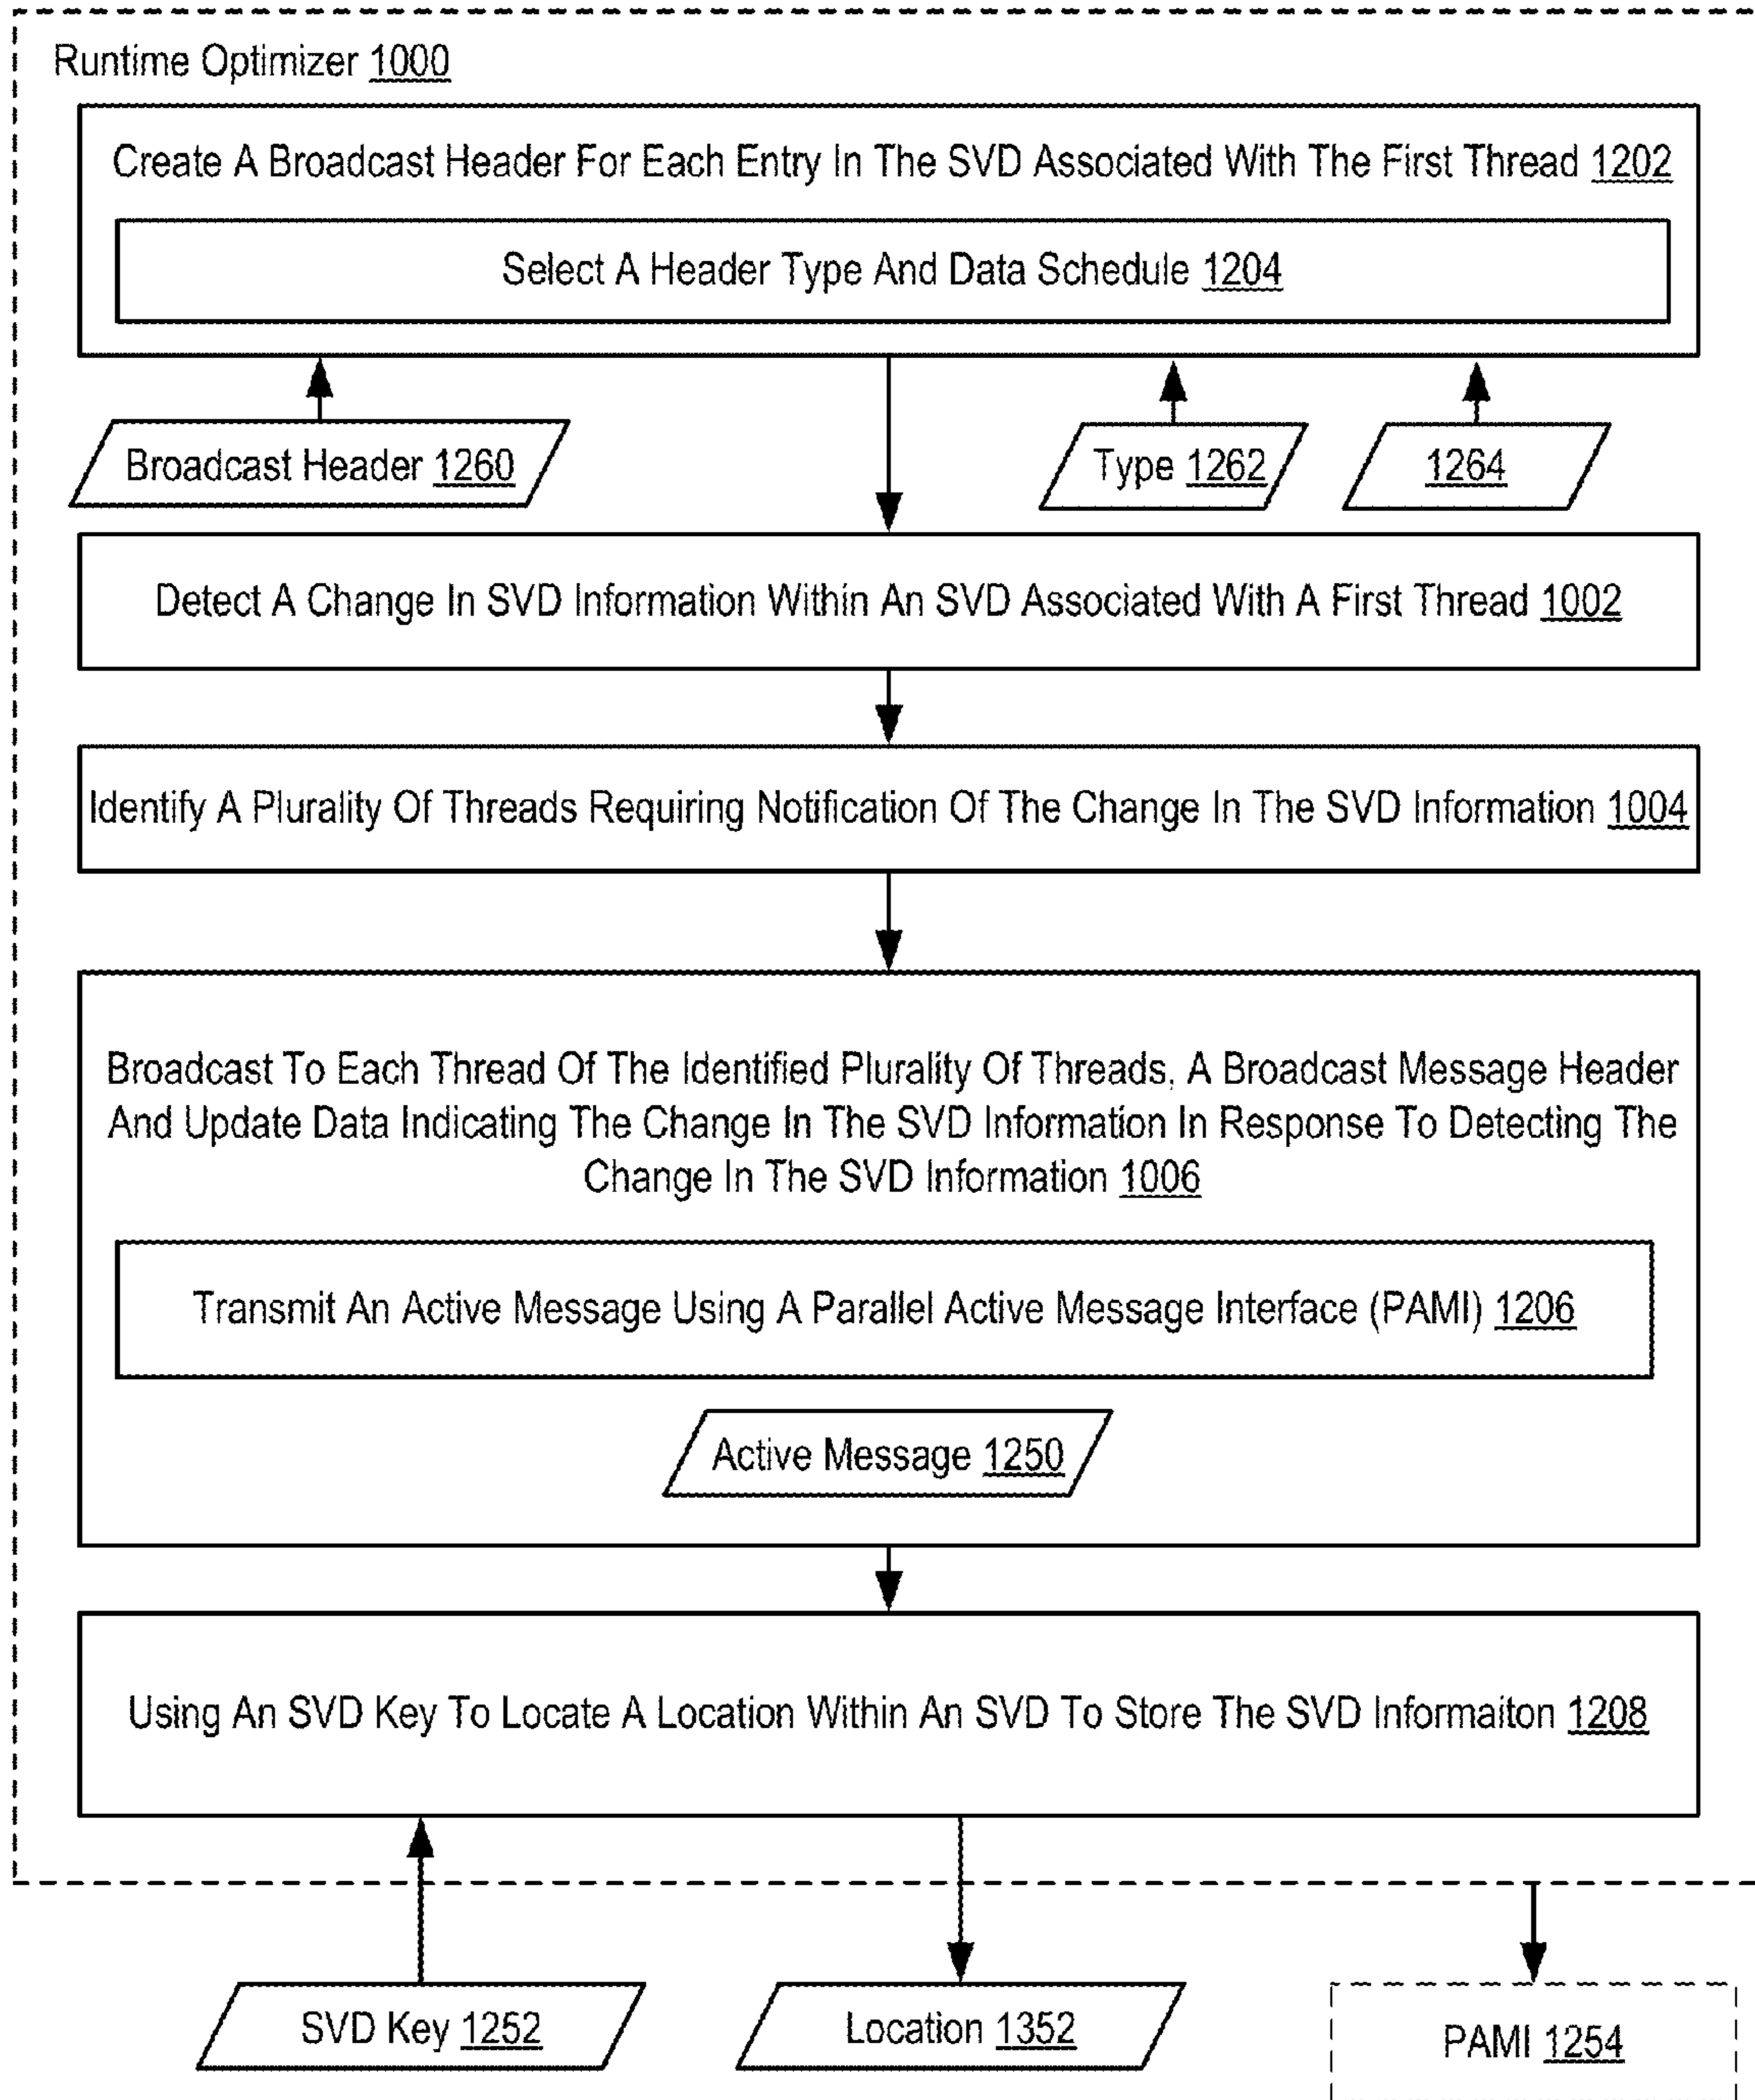 Runtime Optimizer 1000
Create A Broadcast Header For Each Entry In The SVD Associated With The First Thread 1202
Select A Header Type And Data Schedule 1204
Broadcast Header 1260
Type 1262
1264
Detect A Change In SVD Information Within An SVD Associated With A First Thread 1002
Identify A Plurality Of Threads Requiring Notification Of The Change In The SVD Information 1004
Broadcast To Each Thread Of The Identified Plurality Of Threads, A Broadcast Message Header
And Update Data Indicating The Change In The SVD Information In Response To Detecting The
Change In The SVD Information 1006
Transmit An Active Message Using A Parallel Active Message Interface (PAMI) 1206
Active Message 1250
Using An SVD Key To Locate A Location Within An SVD To Store The SVD Informaiton 1208
SVD Key 1252
Location 1352
PAMI 1254